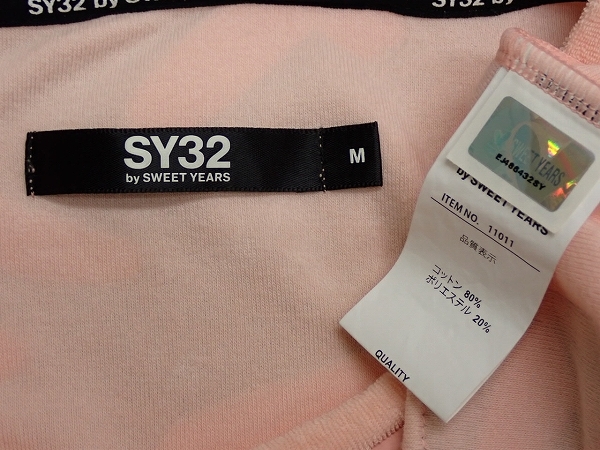 SY32 by SWEET
SY32 by S
SY32
by SWEET YEARS
M
SWEET YEARS
by SWEET YEARS
ITEM NO. 11011
品質表示
コットン 80%
ポリエステル 20%
QUALITY